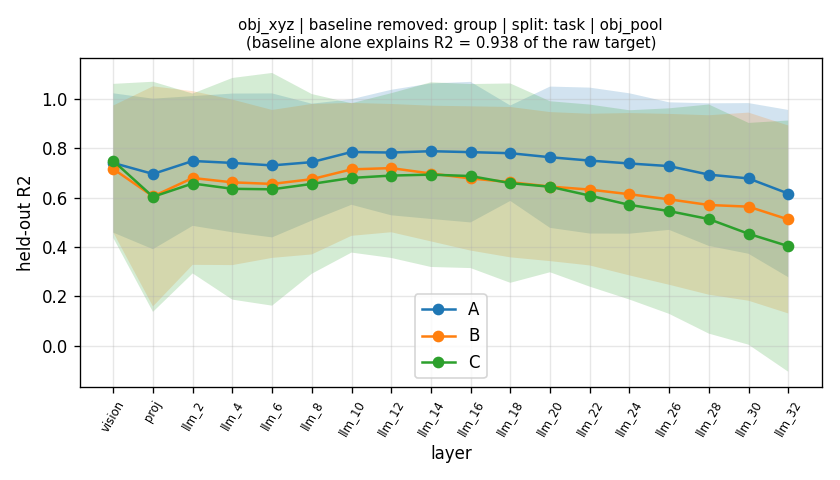 obj_xyz | baseline removed: group | split: task | obj_pool
(baseline alone explains R2 = 0.938 of the raw target)
held-out R2
1.0
0.8
0.6
0.4
0.2
0.0
A
B
C
vision
proj
llm_2
llm_4
llm_6
llm_8
llm_10
llm_12
llm_14
llm_16
llm_18
llm_20
llm_22
llm_24
llm_26
llm_28
llm_30
llm_32
layer